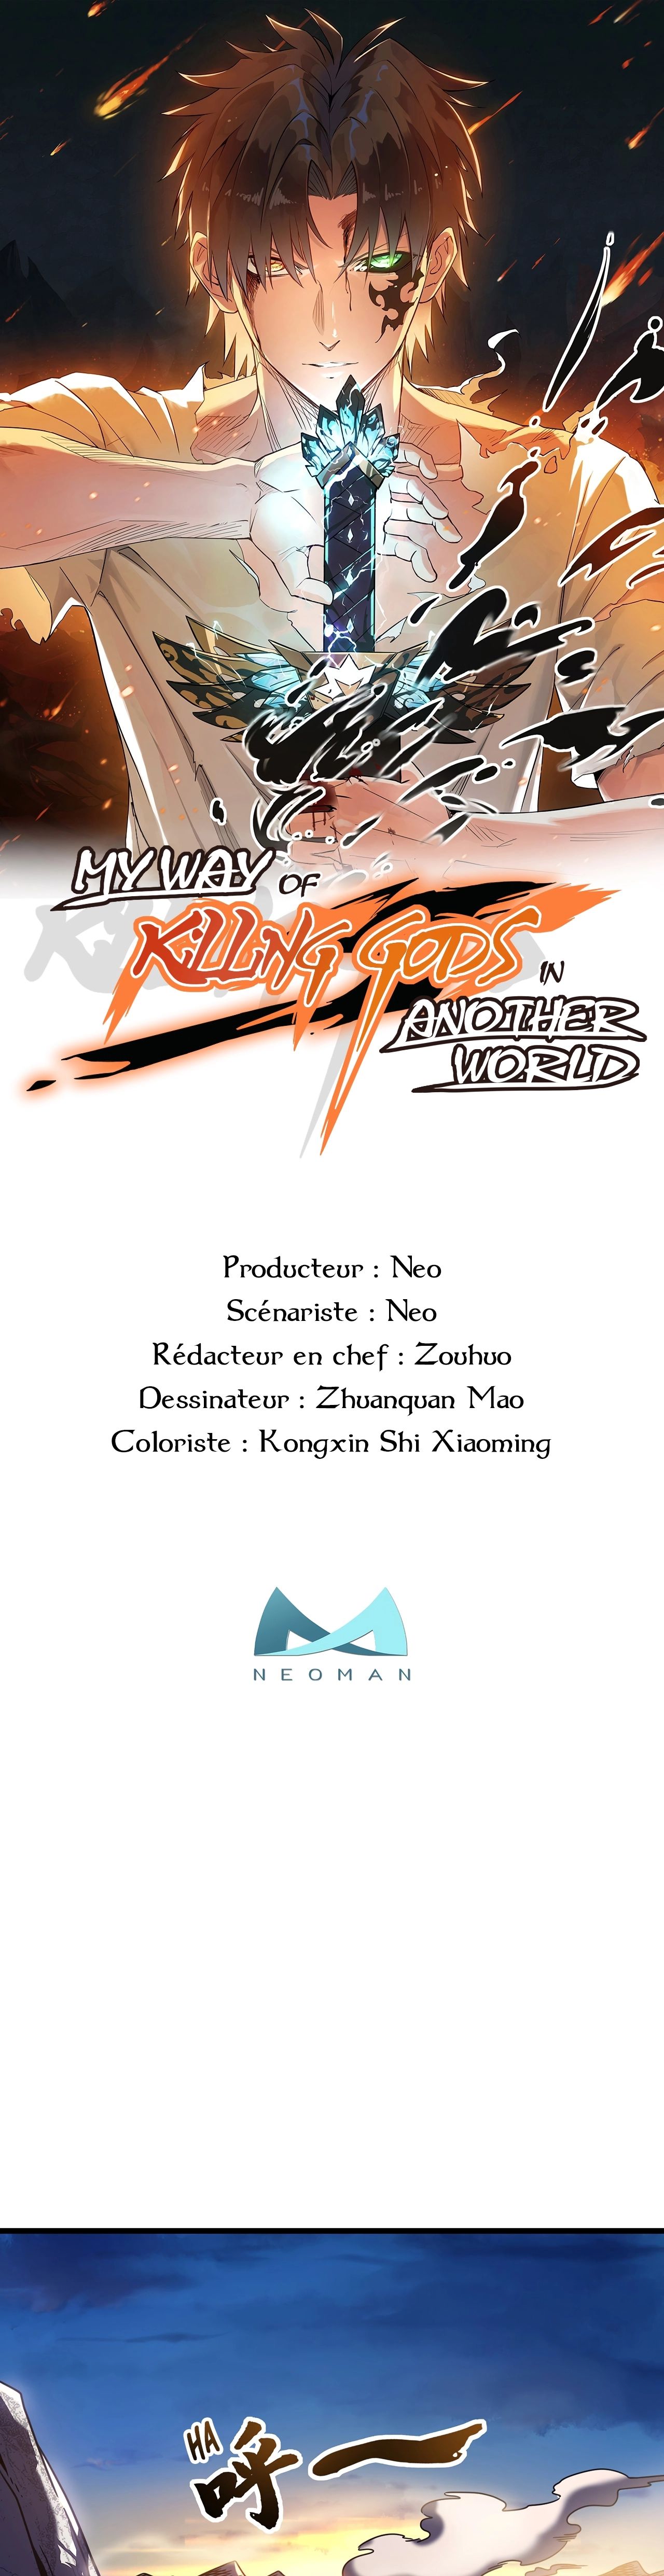 MY WAY OF
KILLING GODS IN
ANOTHER
WORLD
Producteur : Neo
Scénariste : Neo
Rédacteur en chef : Zouhuo
Dessinateur : Zhuanquan Mao
Coloriste : Kongxin Shi Xiaoming
NEOMAN
HA
呼一